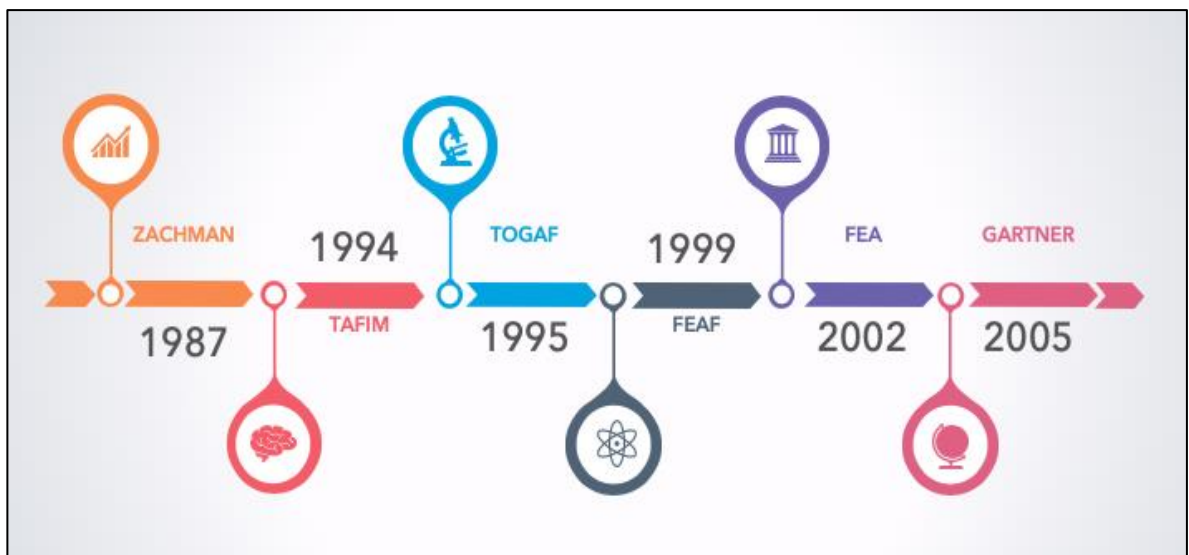 ZACHMAN
1987
1994
TAFIM
TOGAF
1995
1999
FEAF
FEA
2002
GARTNER
2005